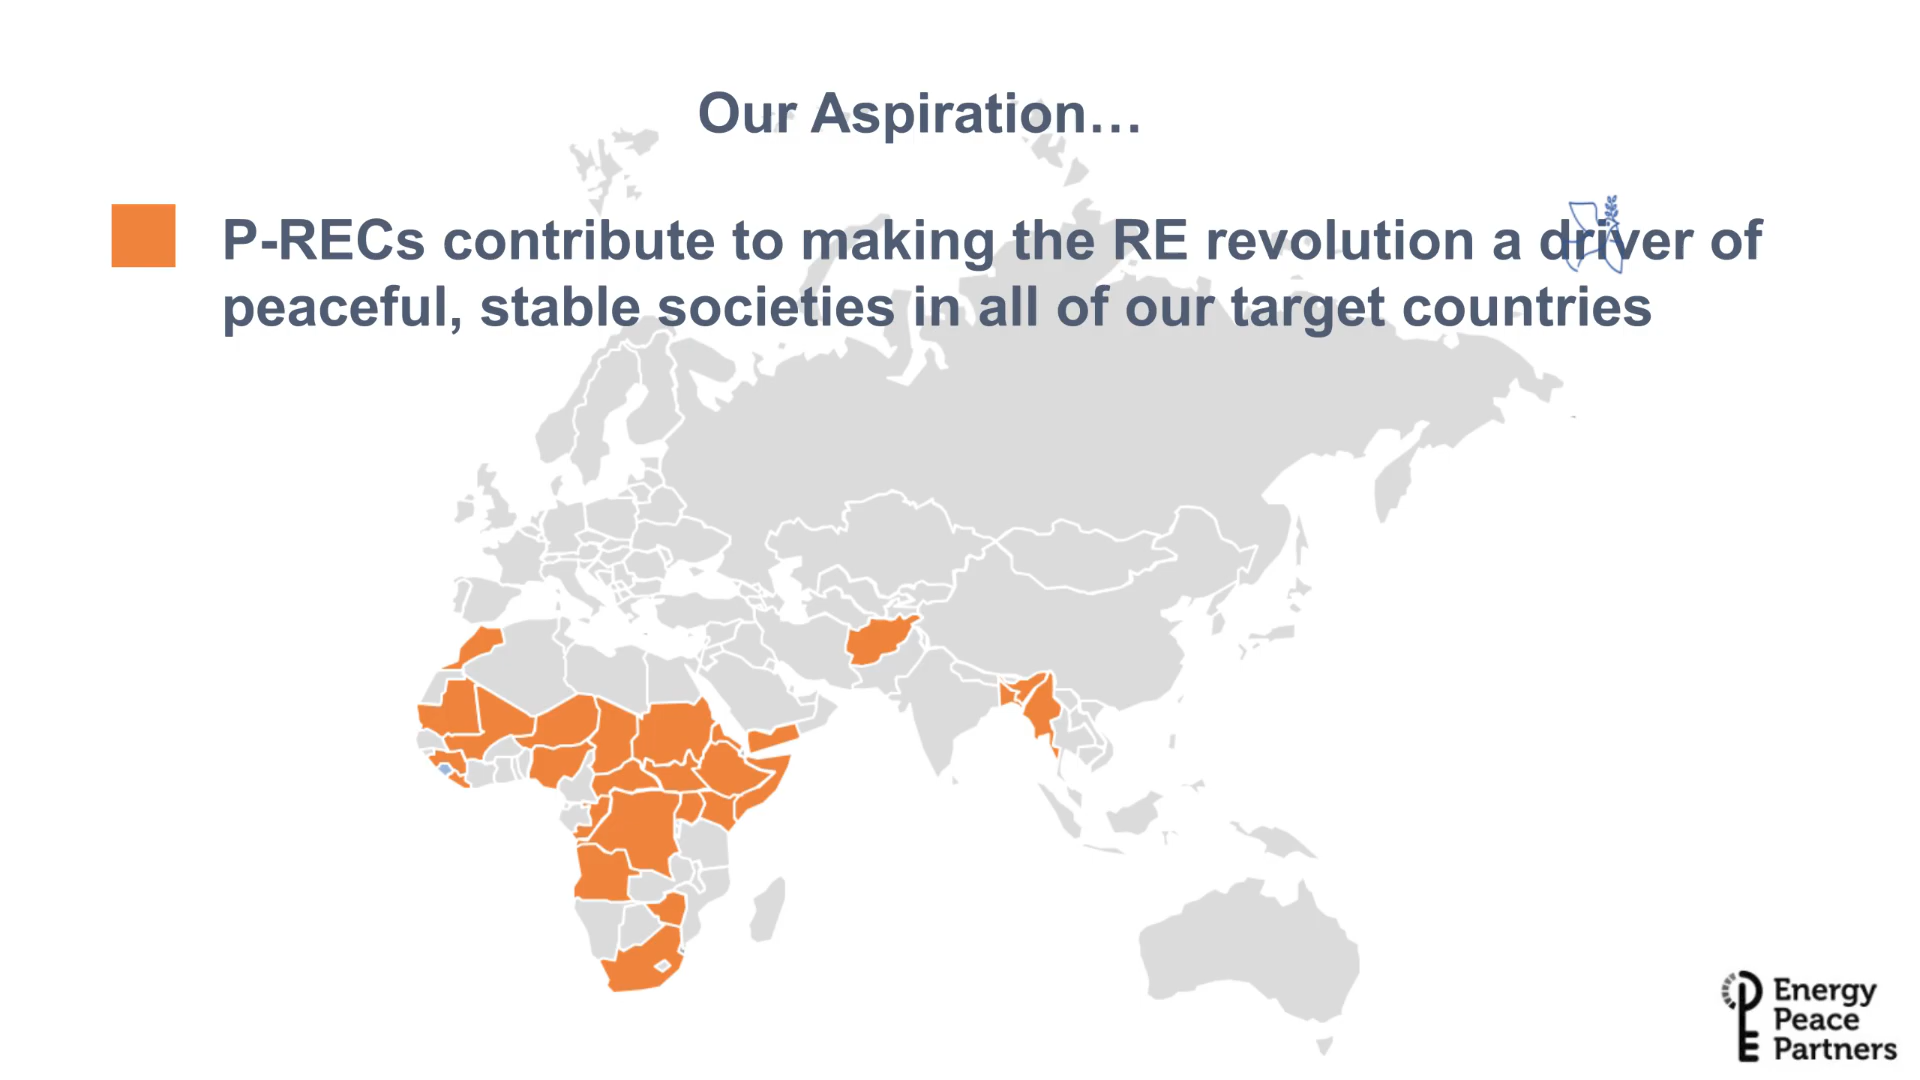 Our Aspiration…
P-RECs contribute to making the RE revolution a driver of
peaceful, stable societies in all of our target countries
Energy
Peace
Partners